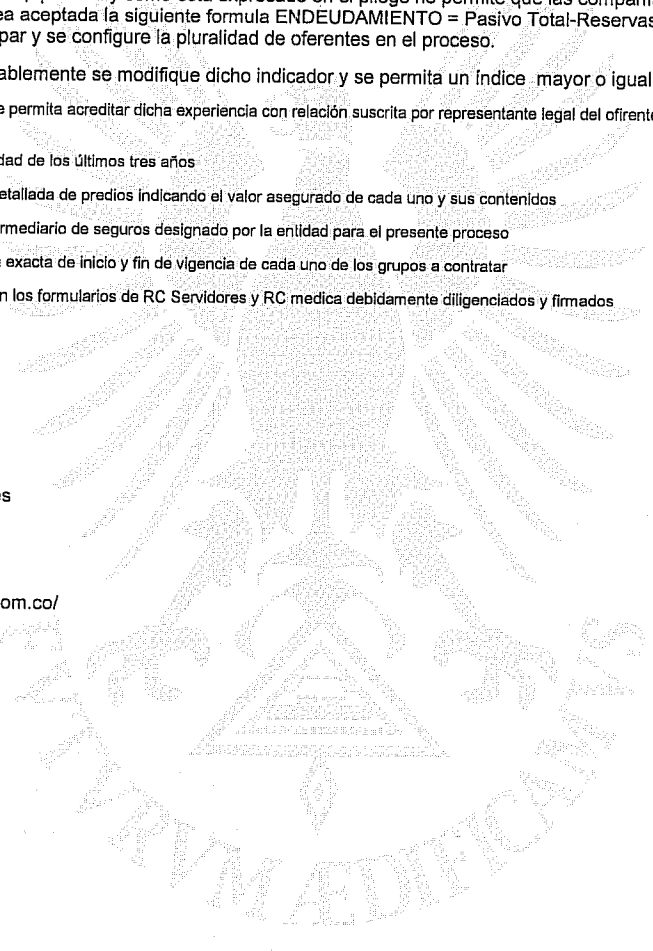 ea aceptada la siguiente formula ENDEUDAMIENTO = Pasivo Total-Reservas
par y se configure la pluralidad de oferentes en el proceso.
ablemente se modifique dicho indicador y se permita un índice mayor o igual
e permita acreditar dicha experiencia con relación suscrita por representante legal del ofirente
dad de los últimos tres años
etallada de predios indicando el valor asegurado de cada uno y sus contenidos
rmediario de seguros designado por la entidad para el presente proceso
exacta de inicio y fin de vigencia de cada uno de los grupos a contratar
n los formularios de RC Servidores y RC medica debidamente diligenciados y firmados
s
om.co/
FVTVRVM ÆDIFICAMVS